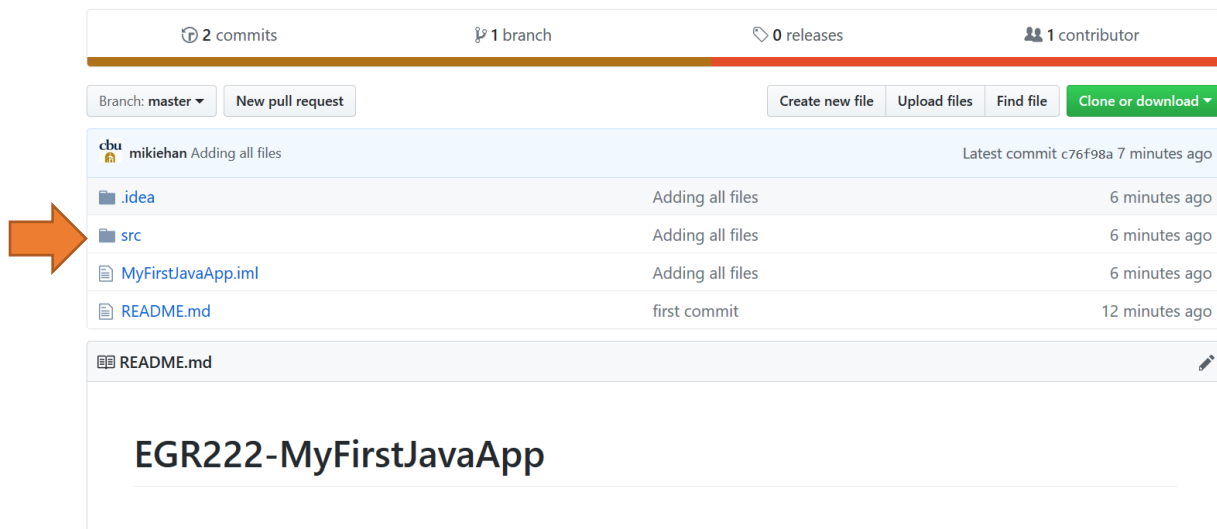 2 commits 1 branch 0 releases 1 contributor
Branch: master New pull request Create new file Upload files Find file Clone or download
cbu mikiehan Adding all files Latest commit c76f98a 7 minutes ago
.idea Adding all files 6 minutes ago
src Adding all files 6 minutes ago
MyFirstJavaApp.iml Adding all files 6 minutes ago
README.md first commit 12 minutes ago
README.md
EGR222-MyFirstJavaApp